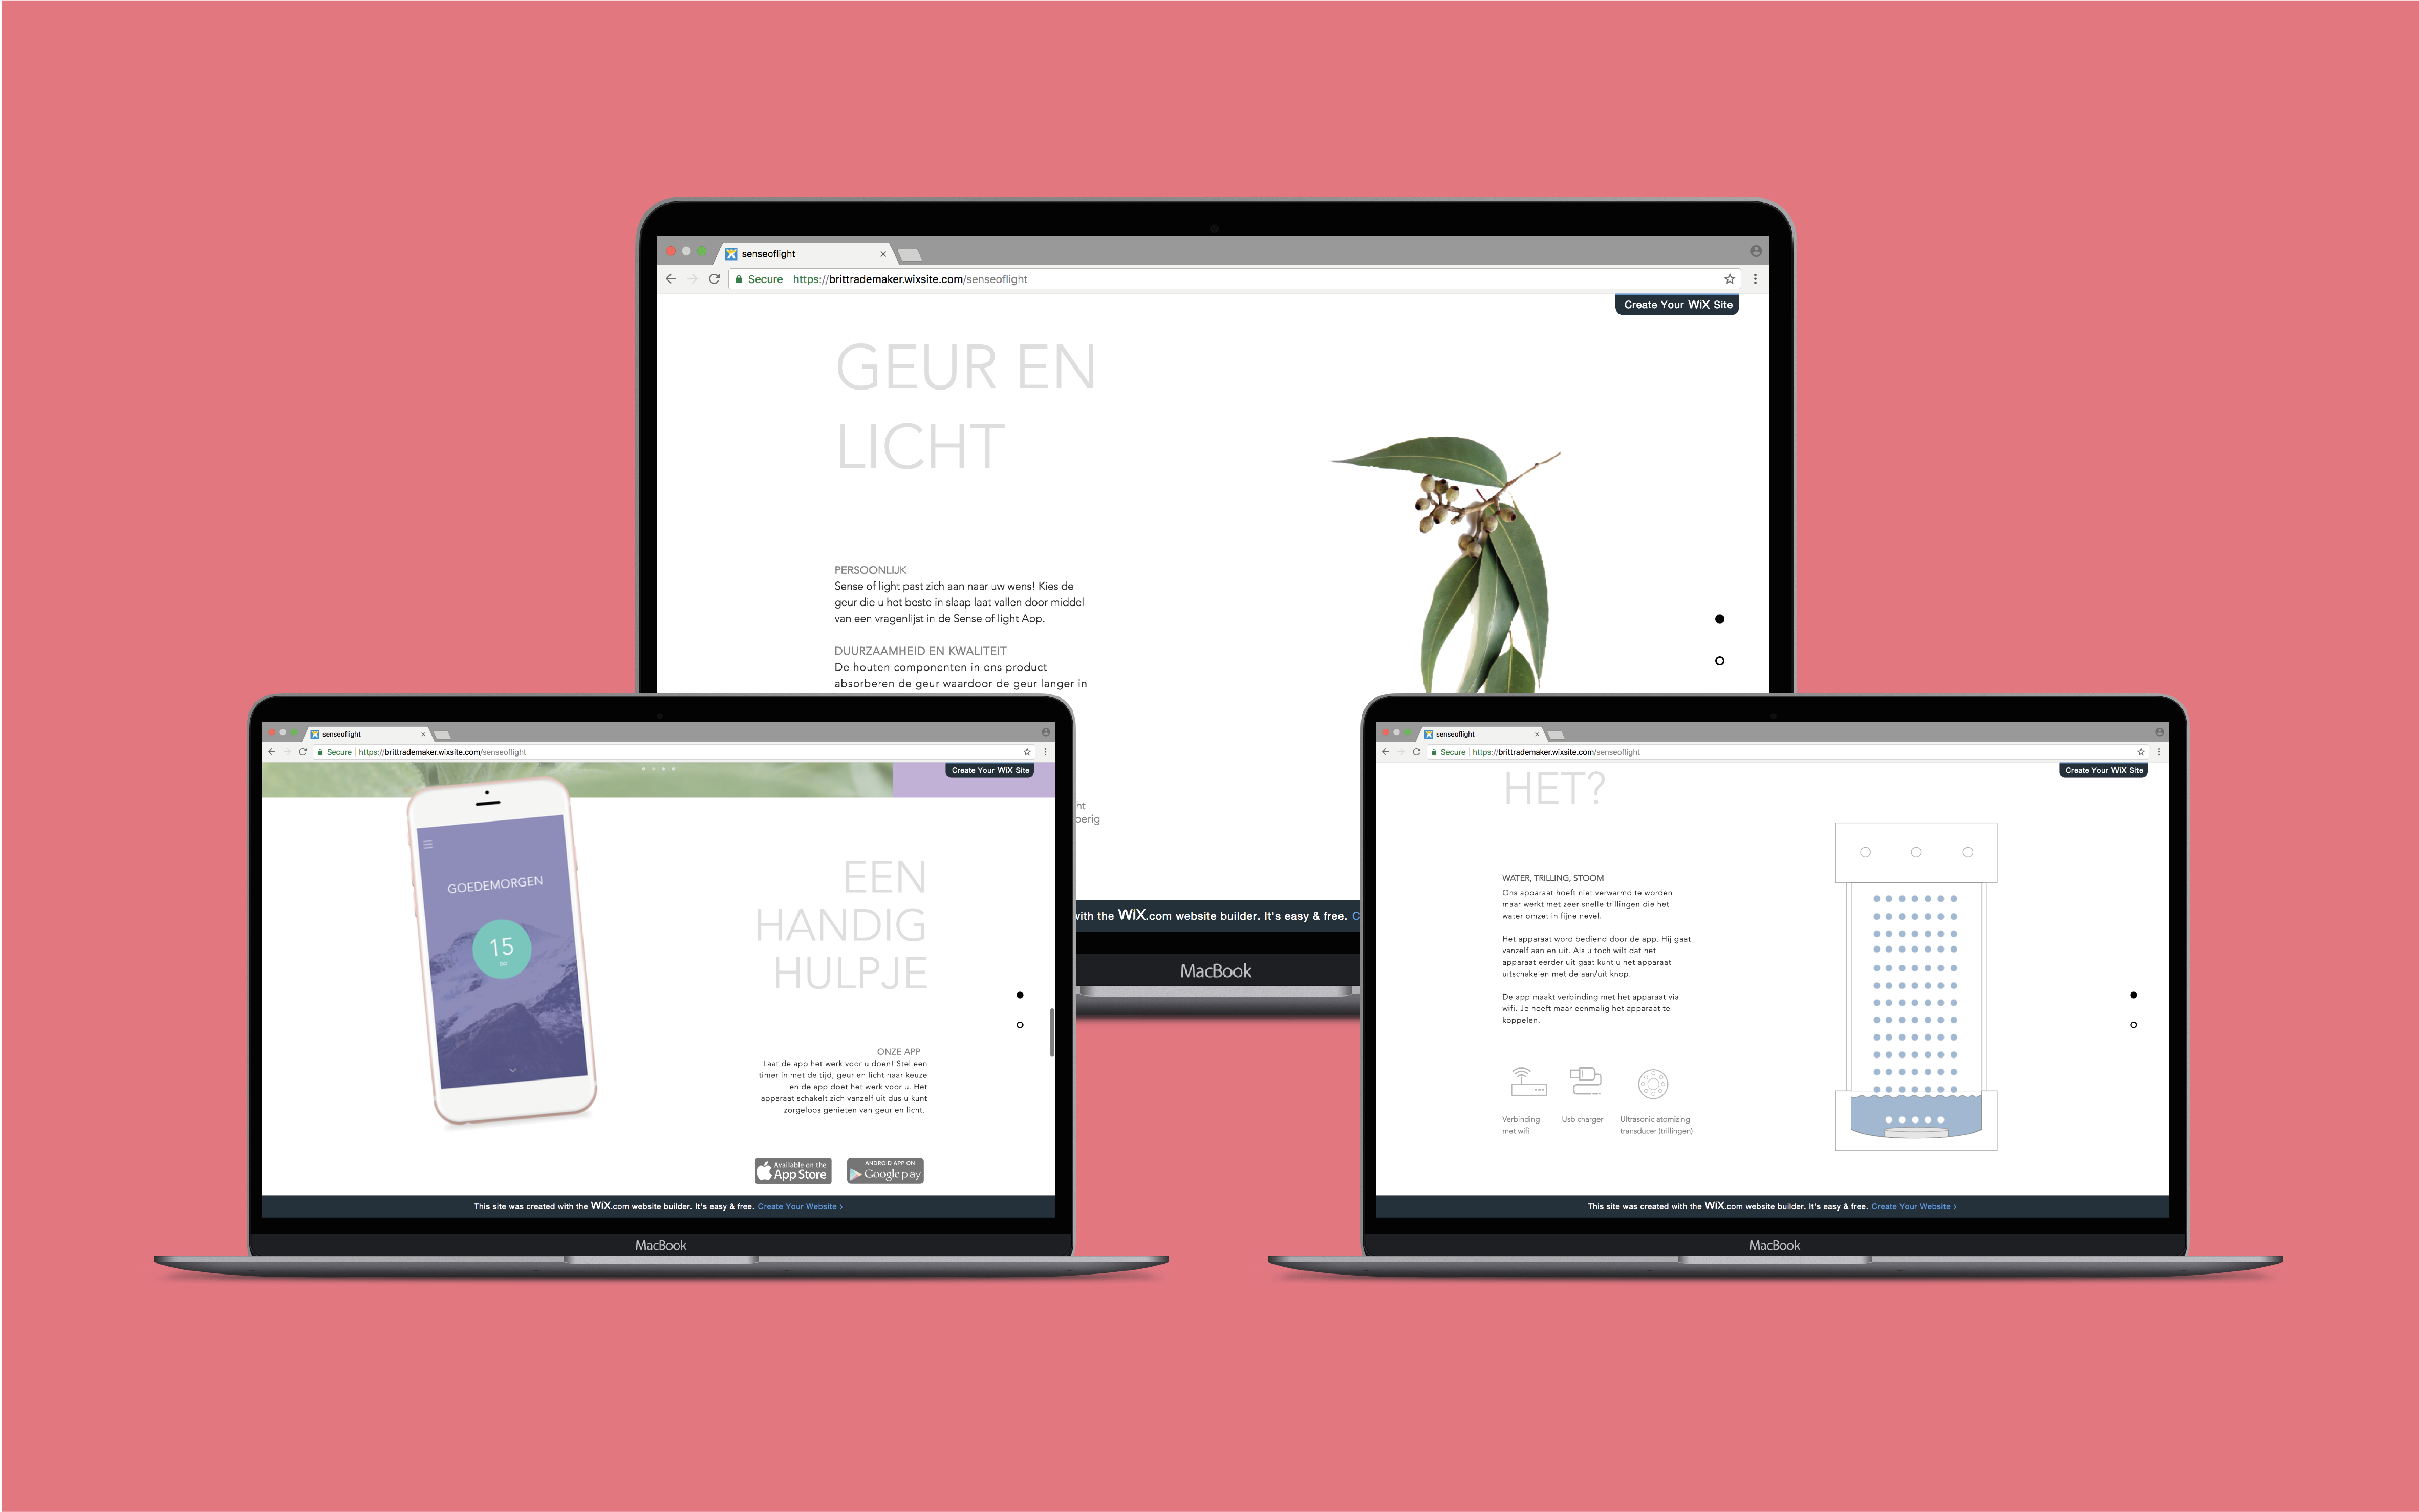 senseoflight
Secure https://brittrademaker.wixsite.com/senseoflight
Create Your WiX Site
GEUR EN
LICHT
PERSOONLIJK
Sense of light past zich aan naar uw wens! Kies de
geur die u het beste in slaap laat vallen door middel
van een vragenlijst in de Sense of light App.
DUURZAAMHEID EN KWALITEIT
De houten componenten in ons product
absorberen de geur waardoor de geur langer in
with the WiX.com website builder. It's easy & free.
MacBook
senseoflight
Secure https://brittrademaker.wixsite.com/senseoflight
Create Your WiX Site
GOEDEMORGEN
15
EEN
HANDIG
HULPJE
ONZE APP
Laat de app het werk voor u doen! Stel een
timer in met de tijd, geur en licht naar keuze
en de app doet het werk voor u. Het
apparaat schakelt zich vanzelf uit dus u kunt
zorgeloos genieten van geur en licht.
Available on the
App Store
ANDROID APP ON
Google play
This site was created with the WiX.com website builder. It's easy & free. Create Your Website >
MacBook
senseoflight
Secure https://brittrademaker.wixsite.com/senseoflight
Create Your WiX Site
HET?
WATER, TRILLING, STOOM
Ons apparaat hoeft niet verwarmd te worden
maar werkt met zeer snelle trillingen die het
water omzet in fijne nevel.
Het apparaat word bediend door de app. Hij gaat
vanzelf aan en uit. Als u toch wilt dat het
apparaat eerder uit gaat kunt u het apparaat
uitschakelen met de aan/uit knop.
De app maakt verbinding met het apparaat via
wifi. Je hoeft maar eenmalig het apparaat te
koppelen.
Verbinding
met wifi
Usb charger
Ultrasonic atomizing
transducer (trillingen)
This site was created with the WiX.com website builder. It's easy & free. Create Your Website >
MacBook